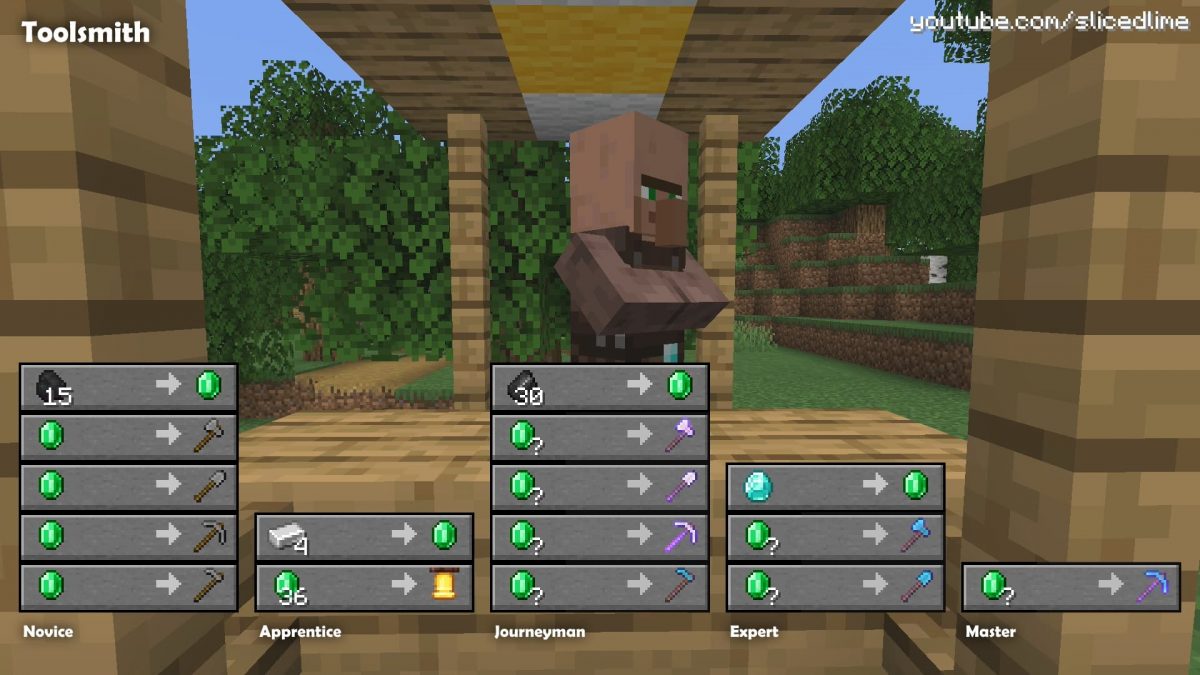 Toolsmith
youtube.com/slicedlime
15
30
?
?
?
4
?
?
36
?
?
?
Novice
Apprentice
Journeyman
Expert
Master